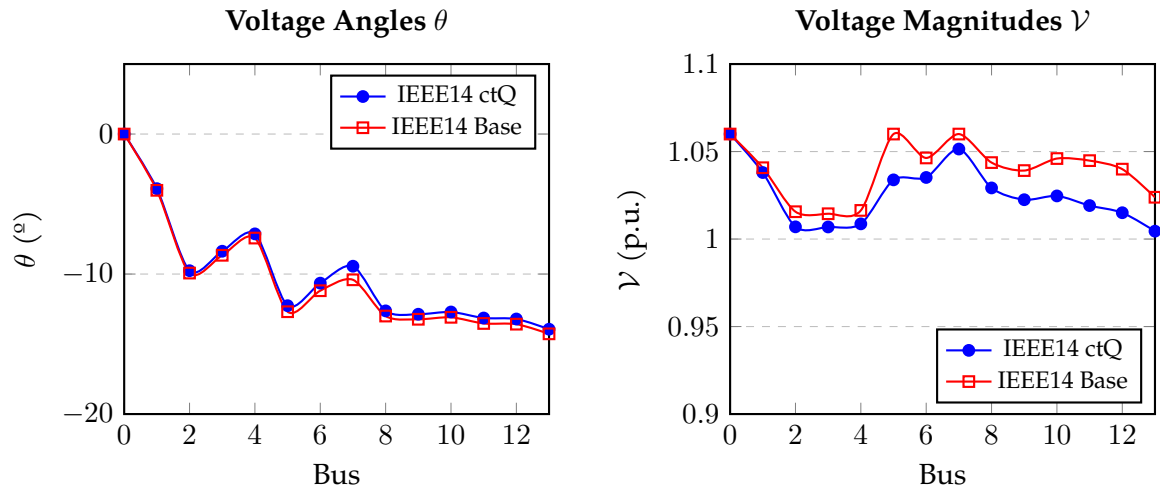 Voltage Angles θ
0
−10
−20
θ (º)
0 2 4 6 8 10 12
Bus
IEEE14 ctQ
IEEE14 Base
Voltage Magnitudes 𝒱
1.1
1.05
1
0.95
0.9
𝒱 (p.u.)
0 2 4 6 8 10 12
Bus
IEEE14 ctQ
IEEE14 Base